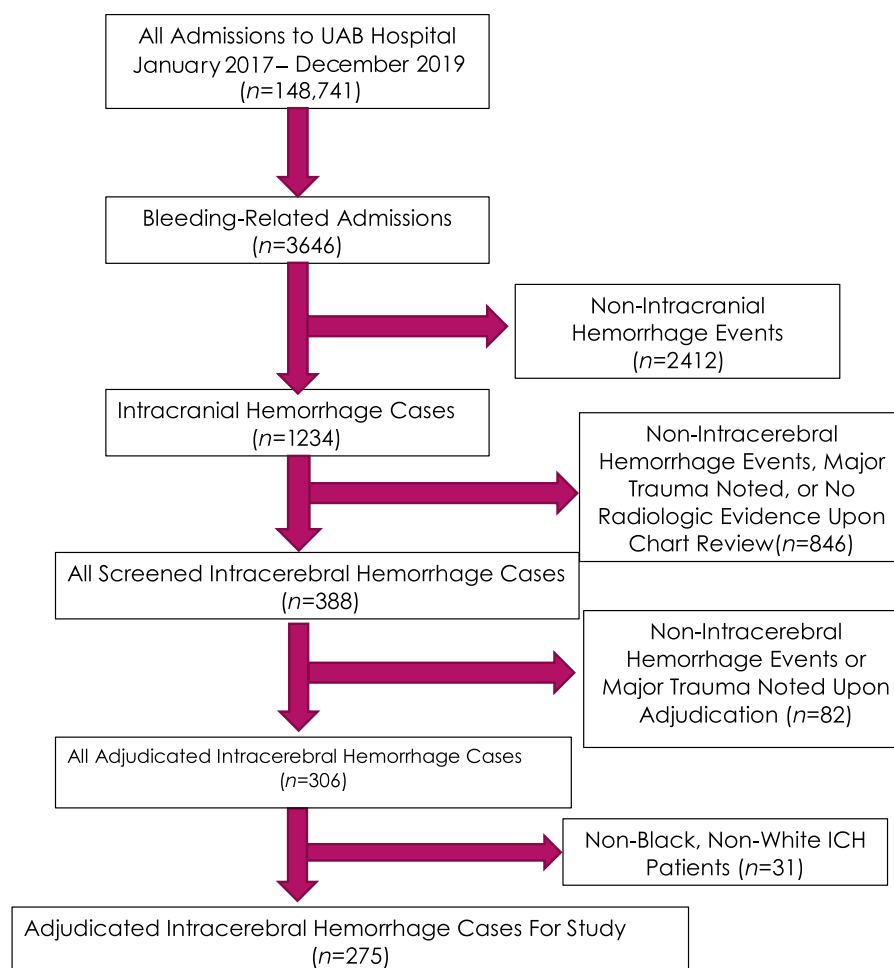 All Admissions to UAB Hospital
January 2017– December 2019
(n=148,741)
Bleeding-Related Admissions
(n=3646)
Non-Intracranial
Hemorrhage Events
(n=2412)
Intracranial Hemorrhage Cases
(n=1234)
Non-Intracerebral
Hemorrhage Events, Major
Trauma Noted, or No
Radiologic Evidence Upon
Chart Review(n=846)
All Screened Intracerebral Hemorrhage Cases
(n=388)
Non-Intracerebral
Hemorrhage Events or
Major Trauma Noted Upon
Adjudication (n=82)
All Adjudicated Intracerebral Hemorrhage Cases
(n=306)
Non-Black, Non-White ICH
Patients (n=31)
Adjudicated Intracerebral Hemorrhage Cases For Study
(n=275)